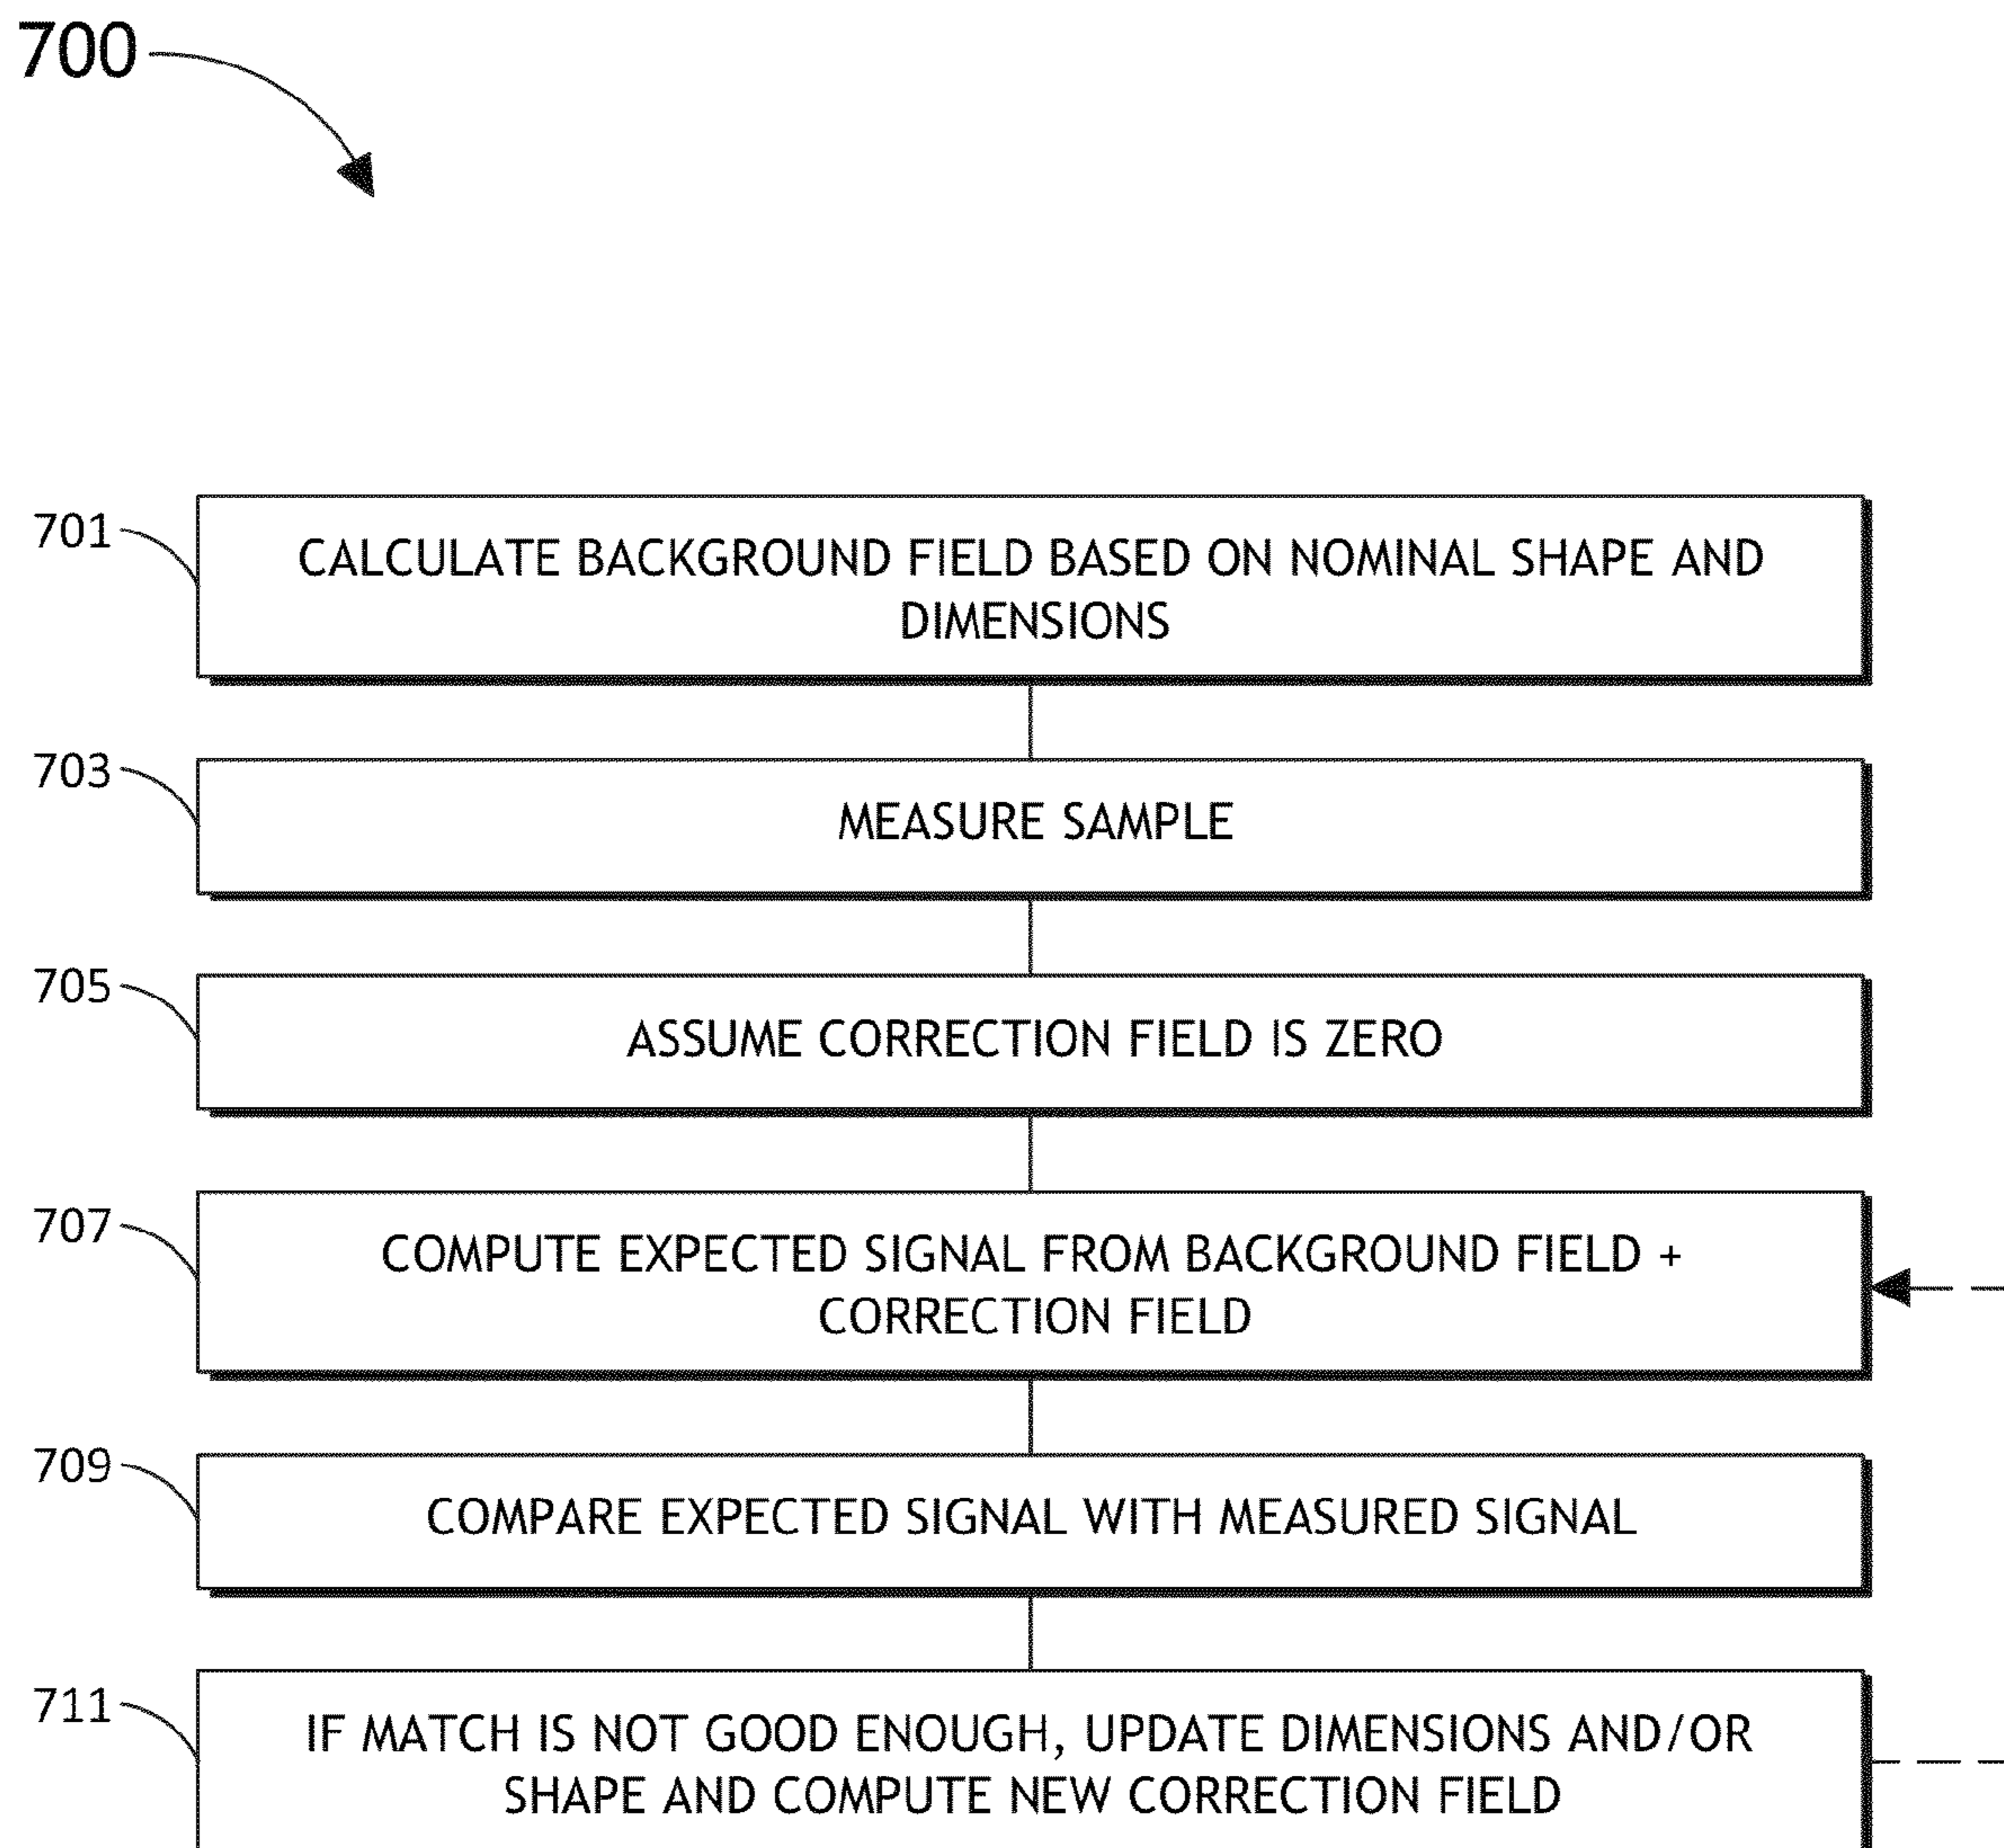 700
701
CALCULATE BACKGROUND FIELD BASED ON NOMINAL SHAPE AND
DIMENSIONS
703
MEASURE SAMPLE
705
ASSUME CORRECTION FIELD IS ZERO
707
COMPUTE EXPECTED SIGNAL FROM BACKGROUND FIELD +
CORRECTION FIELD
709
COMPARE EXPECTED SIGNAL WITH MEASURED SIGNAL
711
IF MATCH IS NOT GOOD ENOUGH, UPDATE DIMENSIONS AND/OR
SHAPE AND COMPUTE NEW CORRECTION FIELD